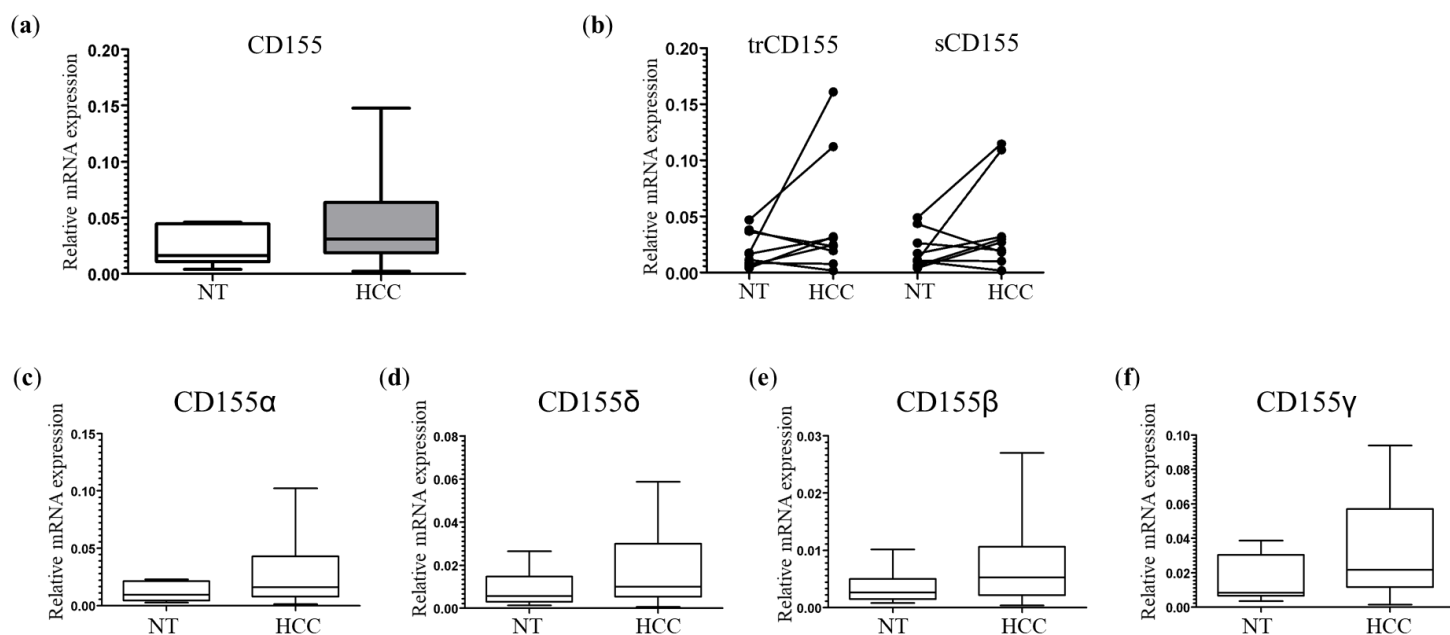 (a)
CD155
Relative mRNA expression
0.20
0.15
0.10
0.05
0.00
NT
HCC
(b)
trCD155
sCD155
Relative mRNA expression
0.20
0.15
0.10
0.05
0.00
NT
HCC
NT
HCC
(c)
CD155α
Relative mRNA expression
0.15
0.10
0.05
0.00
NT
HCC
(d)
CD155δ
Relative mRNA expression
0.08
0.06
0.04
0.02
0.00
NT
HCC
(e)
CD155β
Relative mRNA expression
0.03
0.01
0.01
0.00
NT
HCC
(f)
CD155γ
Relative mRNA expression
0.10
0.08
0.06
0.04
0.02
0.00
NT
HCC